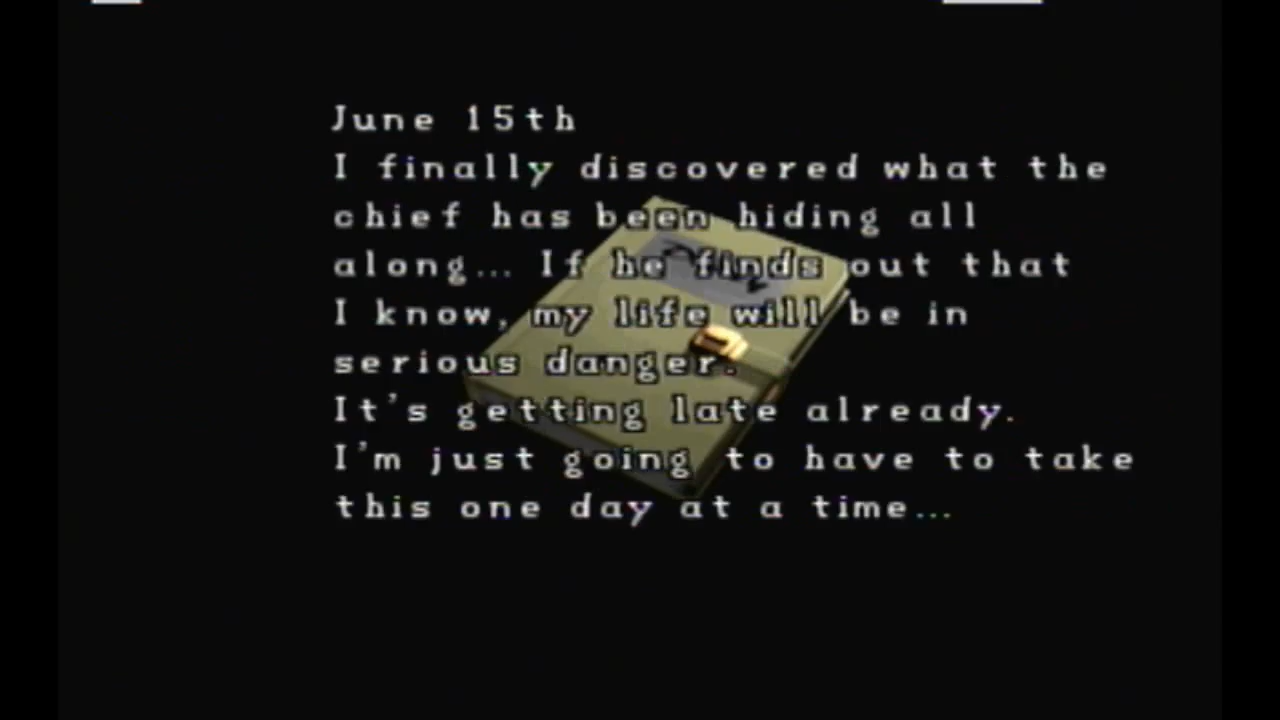 June 15th
I finally discovered what the
chief has been hiding all
along... If he finds out that
I know, my life will be in
serious danger.
It's getting late already.
I'm just going to have to take
this one day at a time...